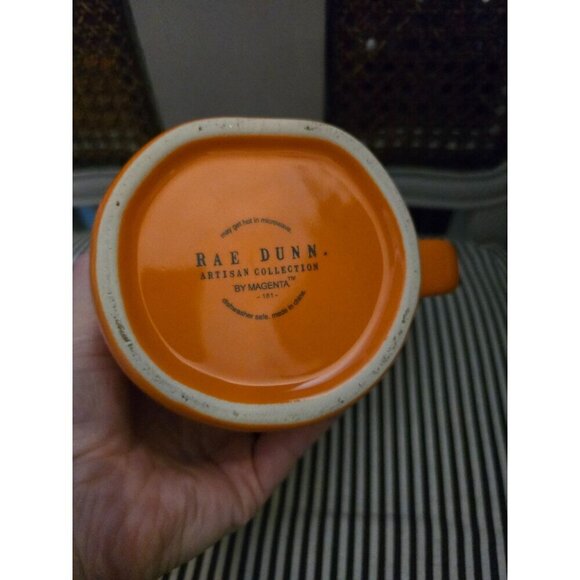 may get hot in microwave.
RAE DUNN.
ARTISAN COLLECTION
BY MAGENTA™
- 181 -
dishwasher safe. made in china.